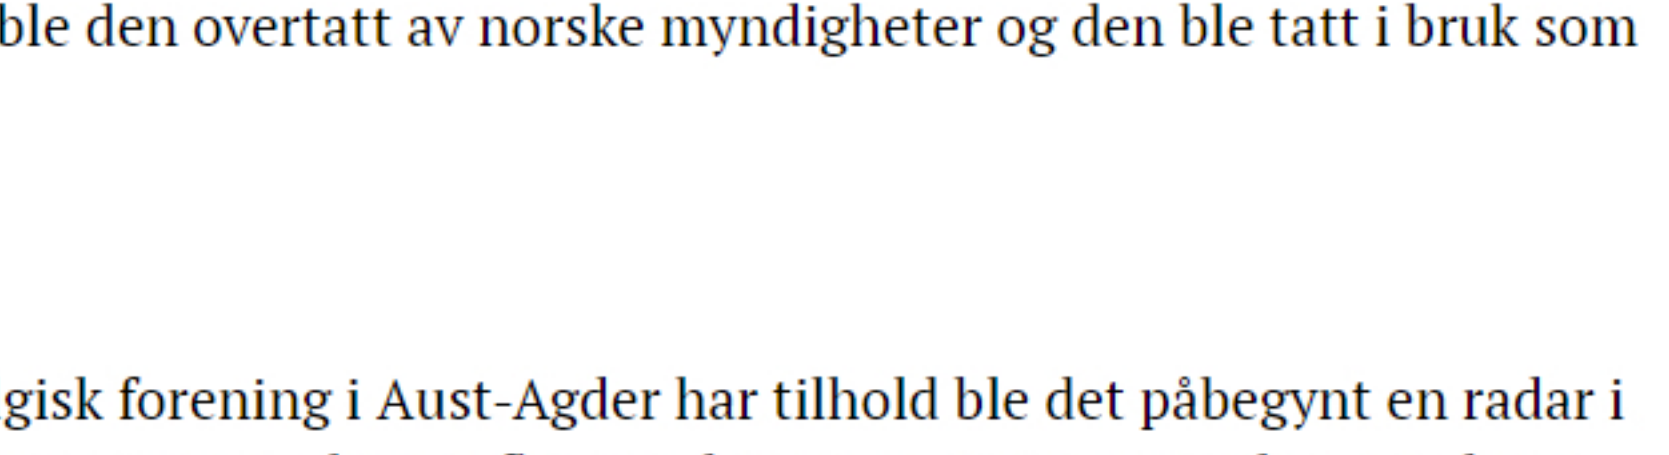 ble den overtatt av norske myndigheter og den ble tatt i bruk som
gisk forening i Aust-Agder har tilhold ble det påbegynt en radar i